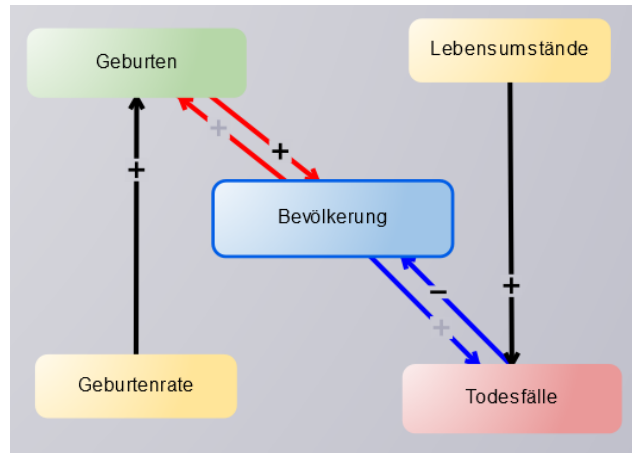 Lebensumstände
Geburten
+
+
+
Bevölkerung
−
+
+
Geburtenrate
Todesfälle